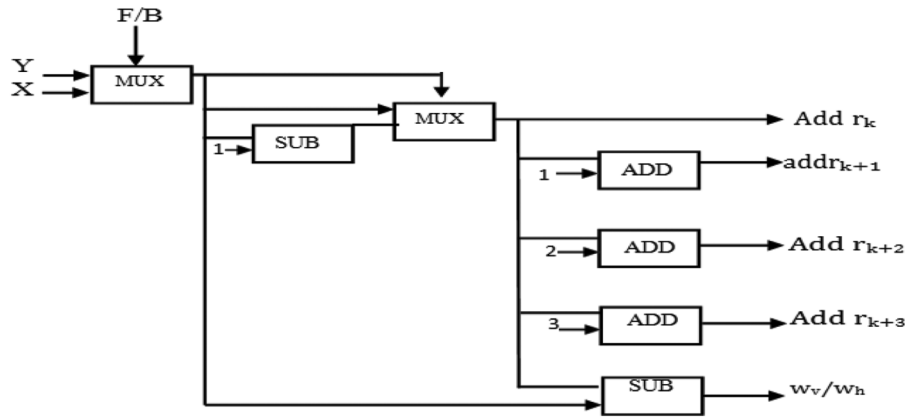 F/B
Y
X
MUX
MUX
1
SUB
Add rₖ
1
ADD
addrₖ₊₁
2
ADD
Add rₖ₊₂
3
ADD
Add rₖ₊₃
SUB
wᵥ/wₕ